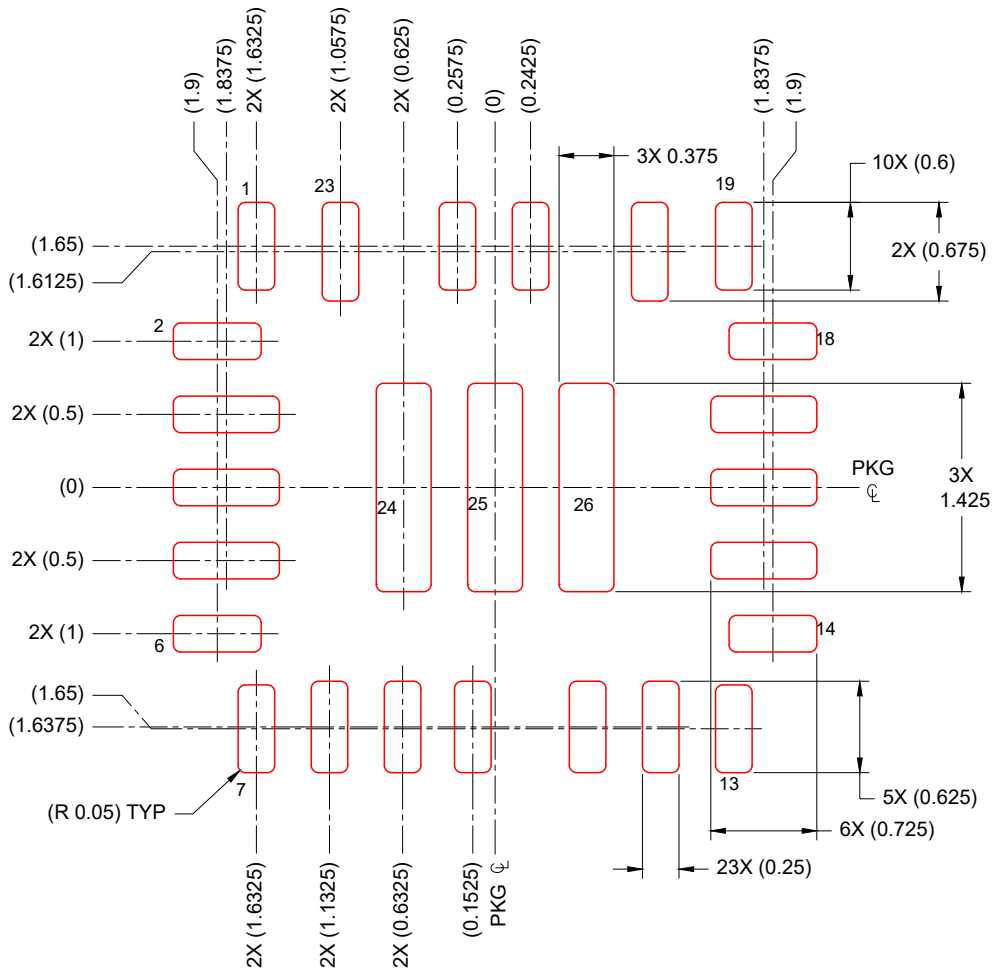 (1.9)
(1.8375)
2X (1.6325)
2X (1.0575)
2X (0.625)
(0.2575)
(0)
(0.2425)
(1.8375)
(1.9)
3X 0.375
10X (0.6)
1
23
19
(1.65)
2X (0.675)
(1.6125)
2
2X (1)
18
2X (0.5)
PKG
CL
(0)
3X
1.425
24
25
26
2X (0.5)
2X (1)
6
14
(1.65)
(1.6375)
7
13
(R 0.05) TYP
5X (0.625)
6X (0.725)
23X (0.25)
2X (1.6325)
2X (1.1325)
2X (0.6325)
(0.1525)
PKG CL